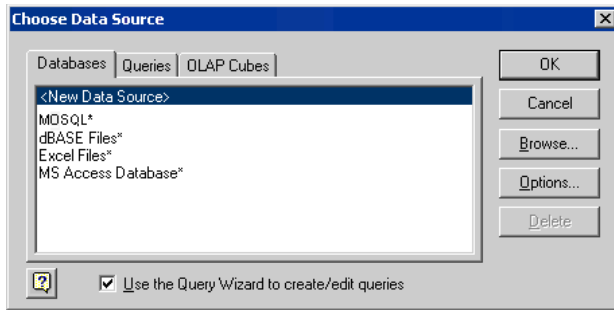 Choose Data Source
Databases Queries OLAP Cubes
<New Data Source>
MOSQL*
dBASE Files*
Excel Files*
MS Access Database*
OK
Cancel
Browse...
Options...
Delete
Use the Query Wizard to create/edit queries